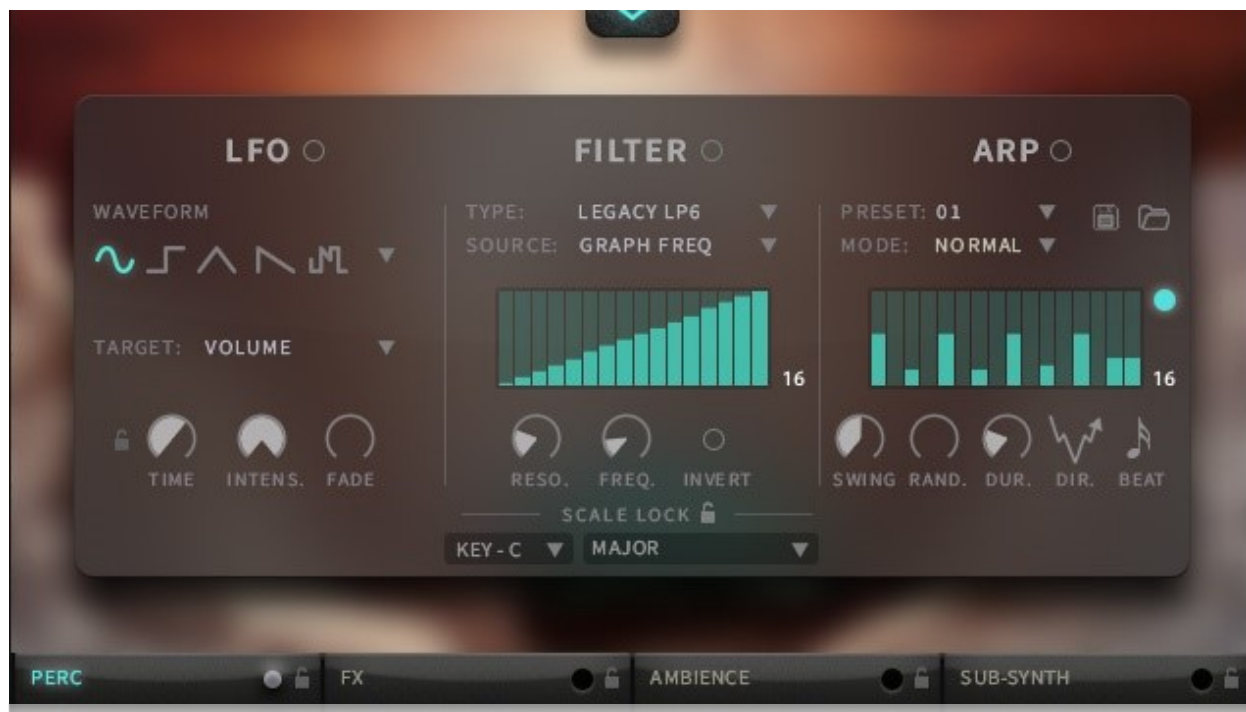 LFO
WAVEFORM
TARGET: VOLUME
TIME INTENS. FADE
FILTER
TYPE: LEGACY LP6
SOURCE: GRAPH FREQ
16
RESO. FREQ. INVERT
SCALE LOCK
KEY - C MAJOR
ARP
PRESET: 01
MODE: NORMAL
16
SWING RAND. DUR. DIR. BEAT
PERC FX AMBIENCE SUB-SYNTH